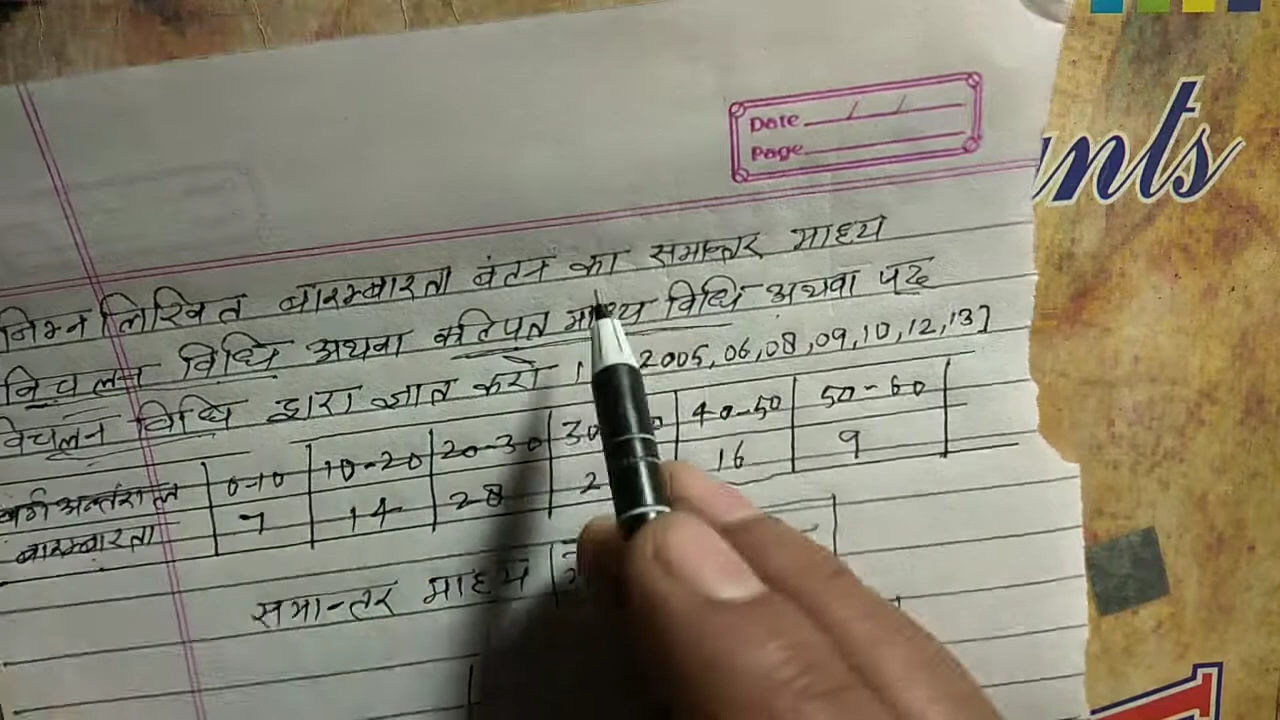 Date
Page
निम्न लिखित बारम्बारता बंटन का समान्तर माध्य
विचलन विधि अथवा कल्पित माध्य विधि अथवा पद
विचलन विधि द्वारा ज्ञात करो 2005, 06, 08, 09, 10, 12, 13]
वर्ग अन्तराल 0-10 10-20 20-30 40-50 50-60
बारम्बारता 7 14 28 16 9
समान्तर माध्य